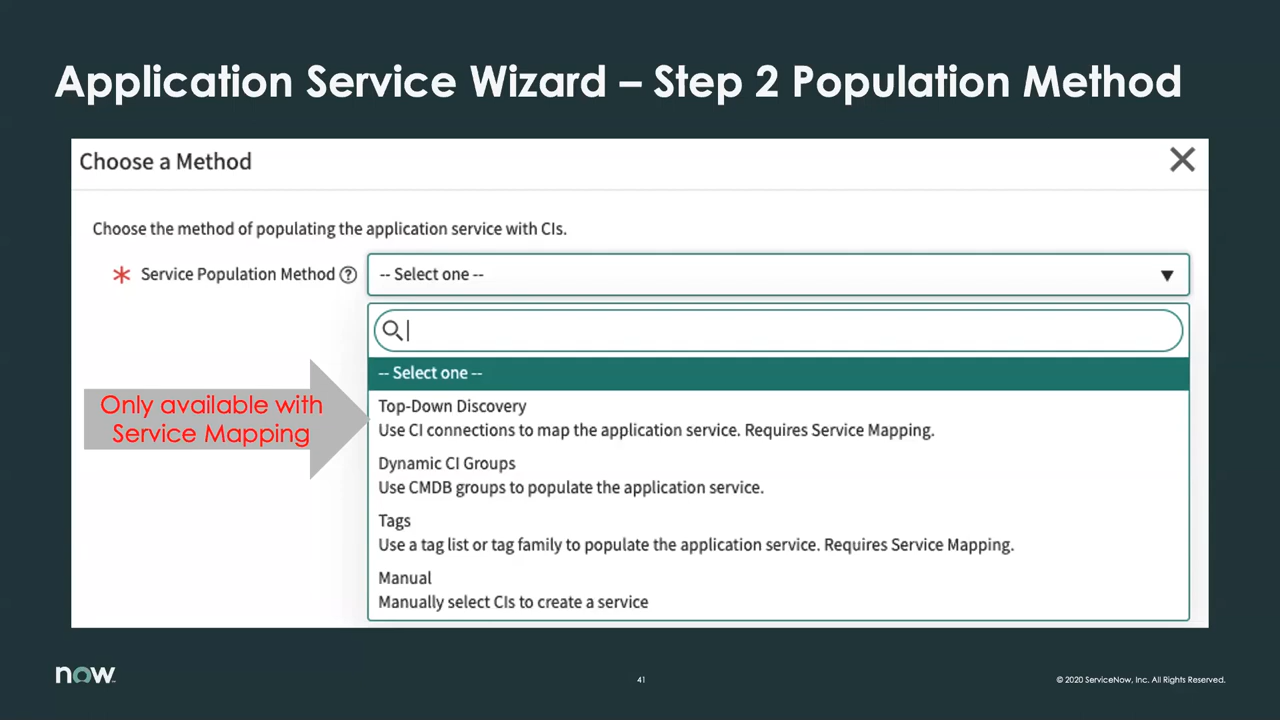 Application Service Wizard – Step 2 Population Method
Choose a Method
Choose the method of populating the application service with CIs.
* Service Population Method ?
-- Select one --
-- Select one --
Only available with
Service Mapping
Top-Down Discovery
Use CI connections to map the application service. Requires Service Mapping.
Dynamic CI Groups
Use CMDB groups to populate the application service.
Tags
Use a tag list or tag family to populate the application service. Requires Service Mapping.
Manual
Manually select CIs to create a service
now
41
© 2020 ServiceNow, Inc. All Rights Reserved.